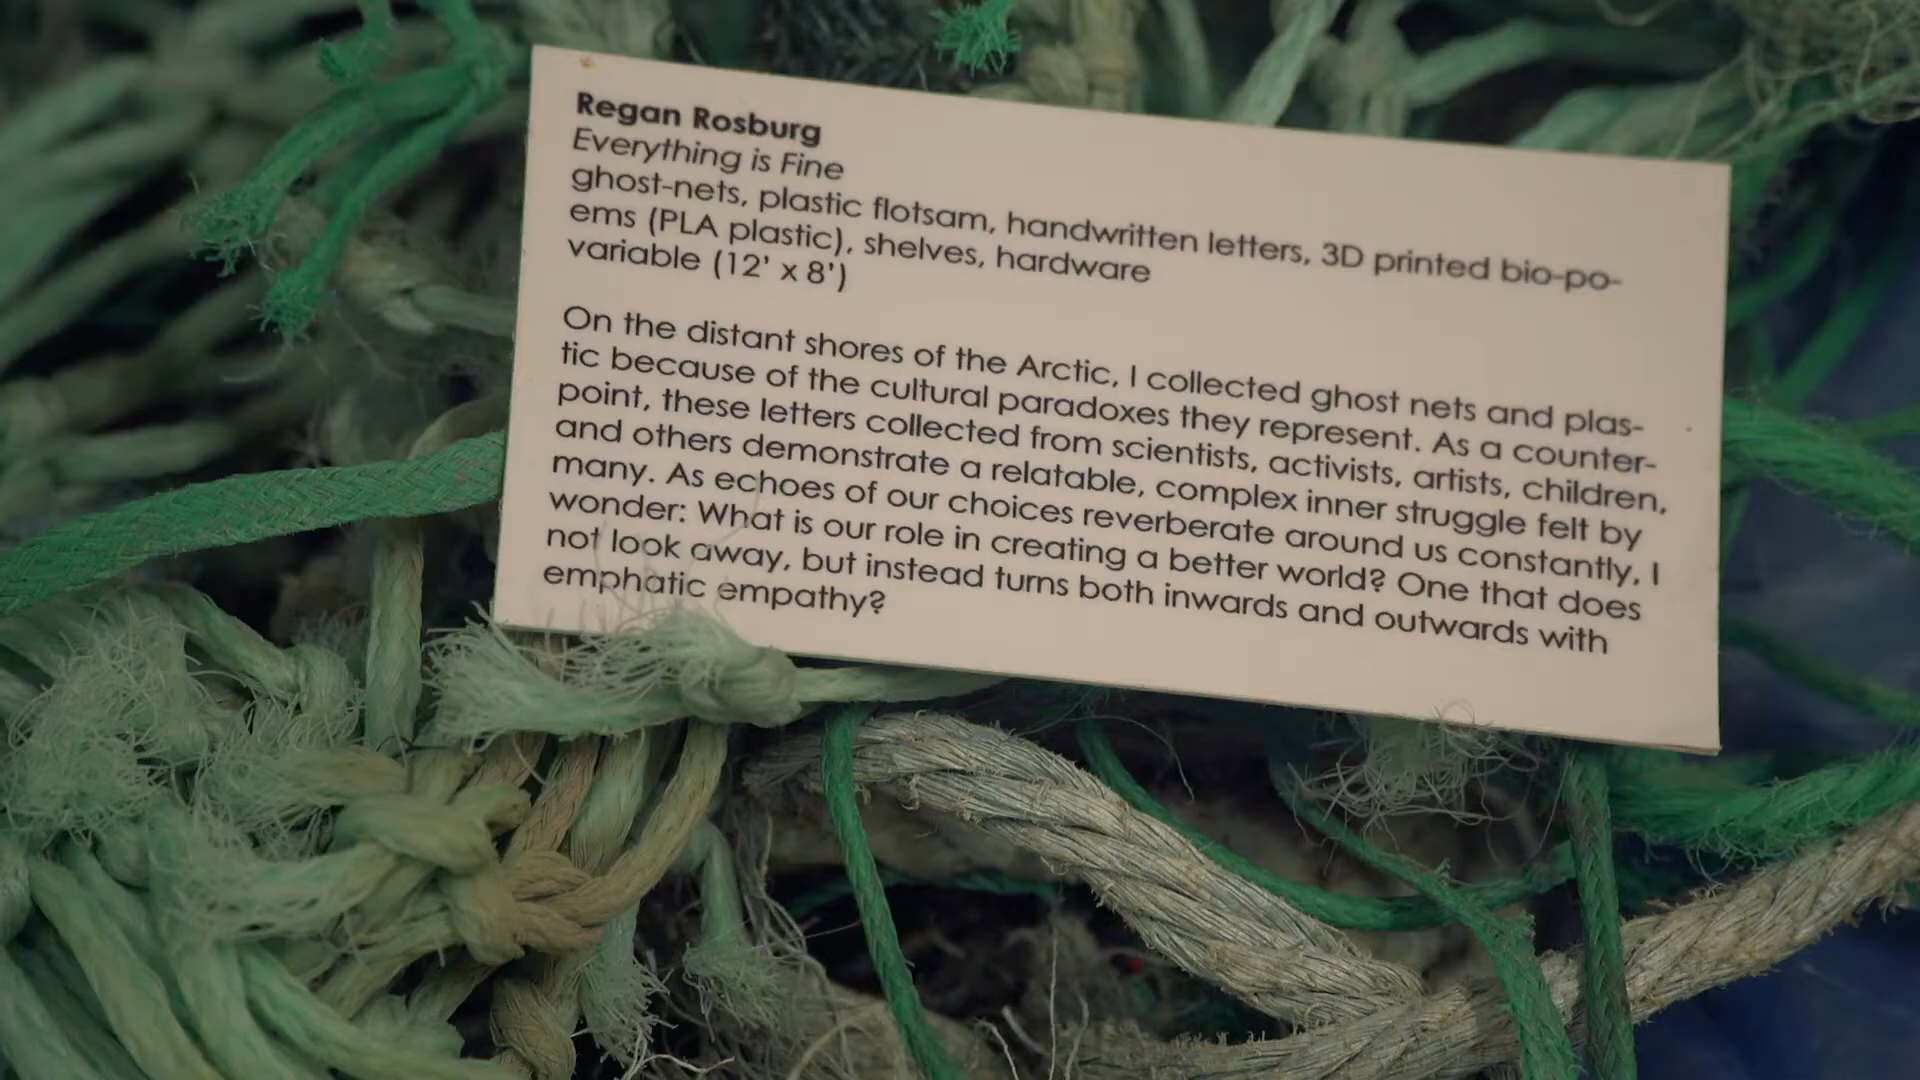 Regan Rosburg
Everything is Fine
ghost-nets, plastic flotsam, handwritten letters, 3D printed bio-po-
ems (PLA plastic), shelves, hardware
variable (12' x 8')
On the distant shores of the Arctic, I collected ghost nets and plas-
tic because of the cultural paradoxes they represent. As a counter-
point, these letters collected from scientists, activists, artists, children,
and others demonstrate a relatable, complex inner struggle felt by
many. As echoes of our choices reverberate around us constantly, I
wonder: What is our role in creating a better world? One that does
not look away, but instead turns both inwards and outwards with
emphatic empathy?